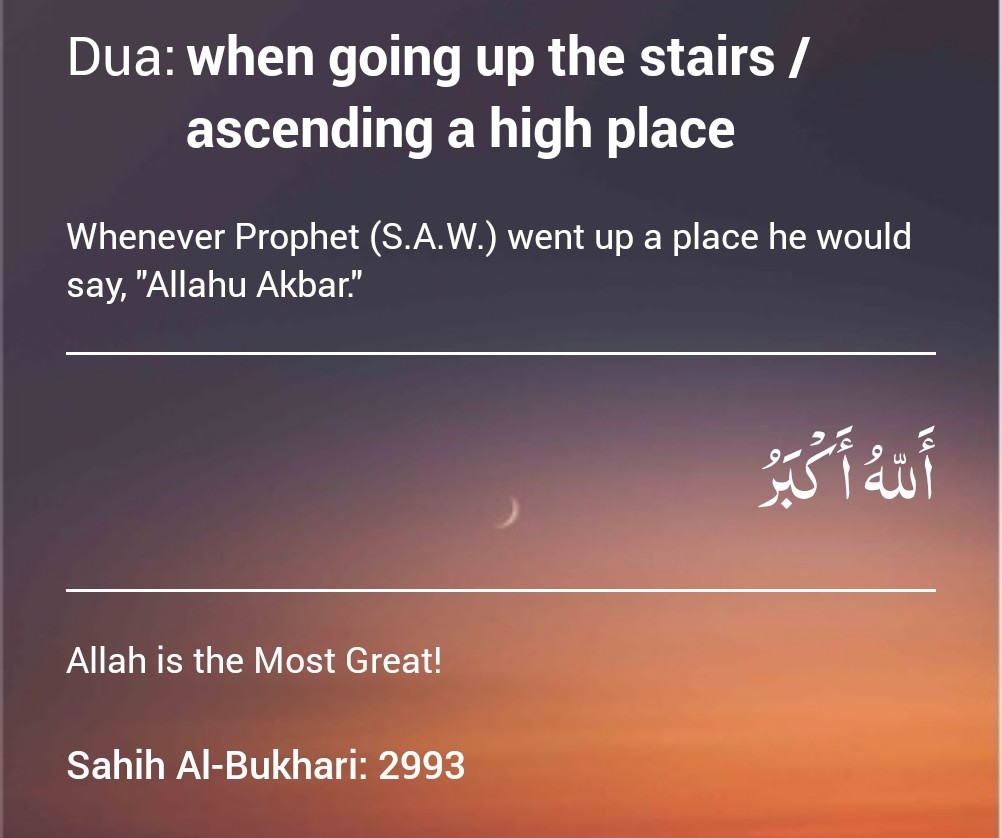 Dua: when going up the stairs /
ascending a high place
Whenever Prophet (S.A.W.) went up a place he would
say, "Allahu Akbar."
أَللّٰهُ أَكْبَرُ
Allah is the Most Great!
Sahih Al-Bukhari: 2993